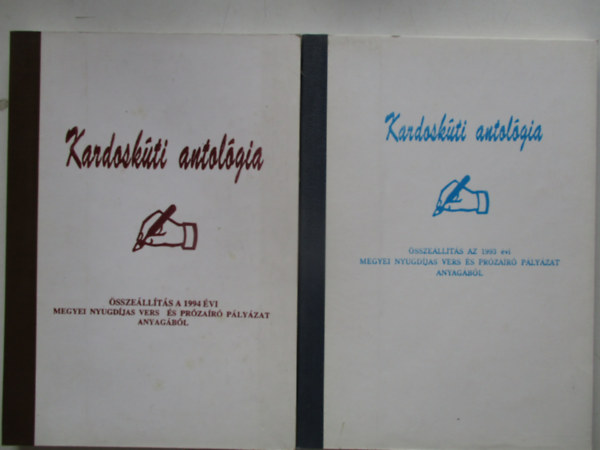 Kardoskúti antológia
ÖSSZEÁLLÍTÁS A 1994 ÉVI
MEGYEI NYUGDÍJAS VERS ÉS PRÓZAÍRÓ PÁLYÁZAT
ANYAGÁBÓL
Kardoskúti antológia
ÖSSZEÁLLÍTÁS AZ 1993 évi
MEGYEI NYUGDÍJAS VERS ÉS PRÓZAÍRÓ PÁLYÁZAT
ANYAGÁBÓL